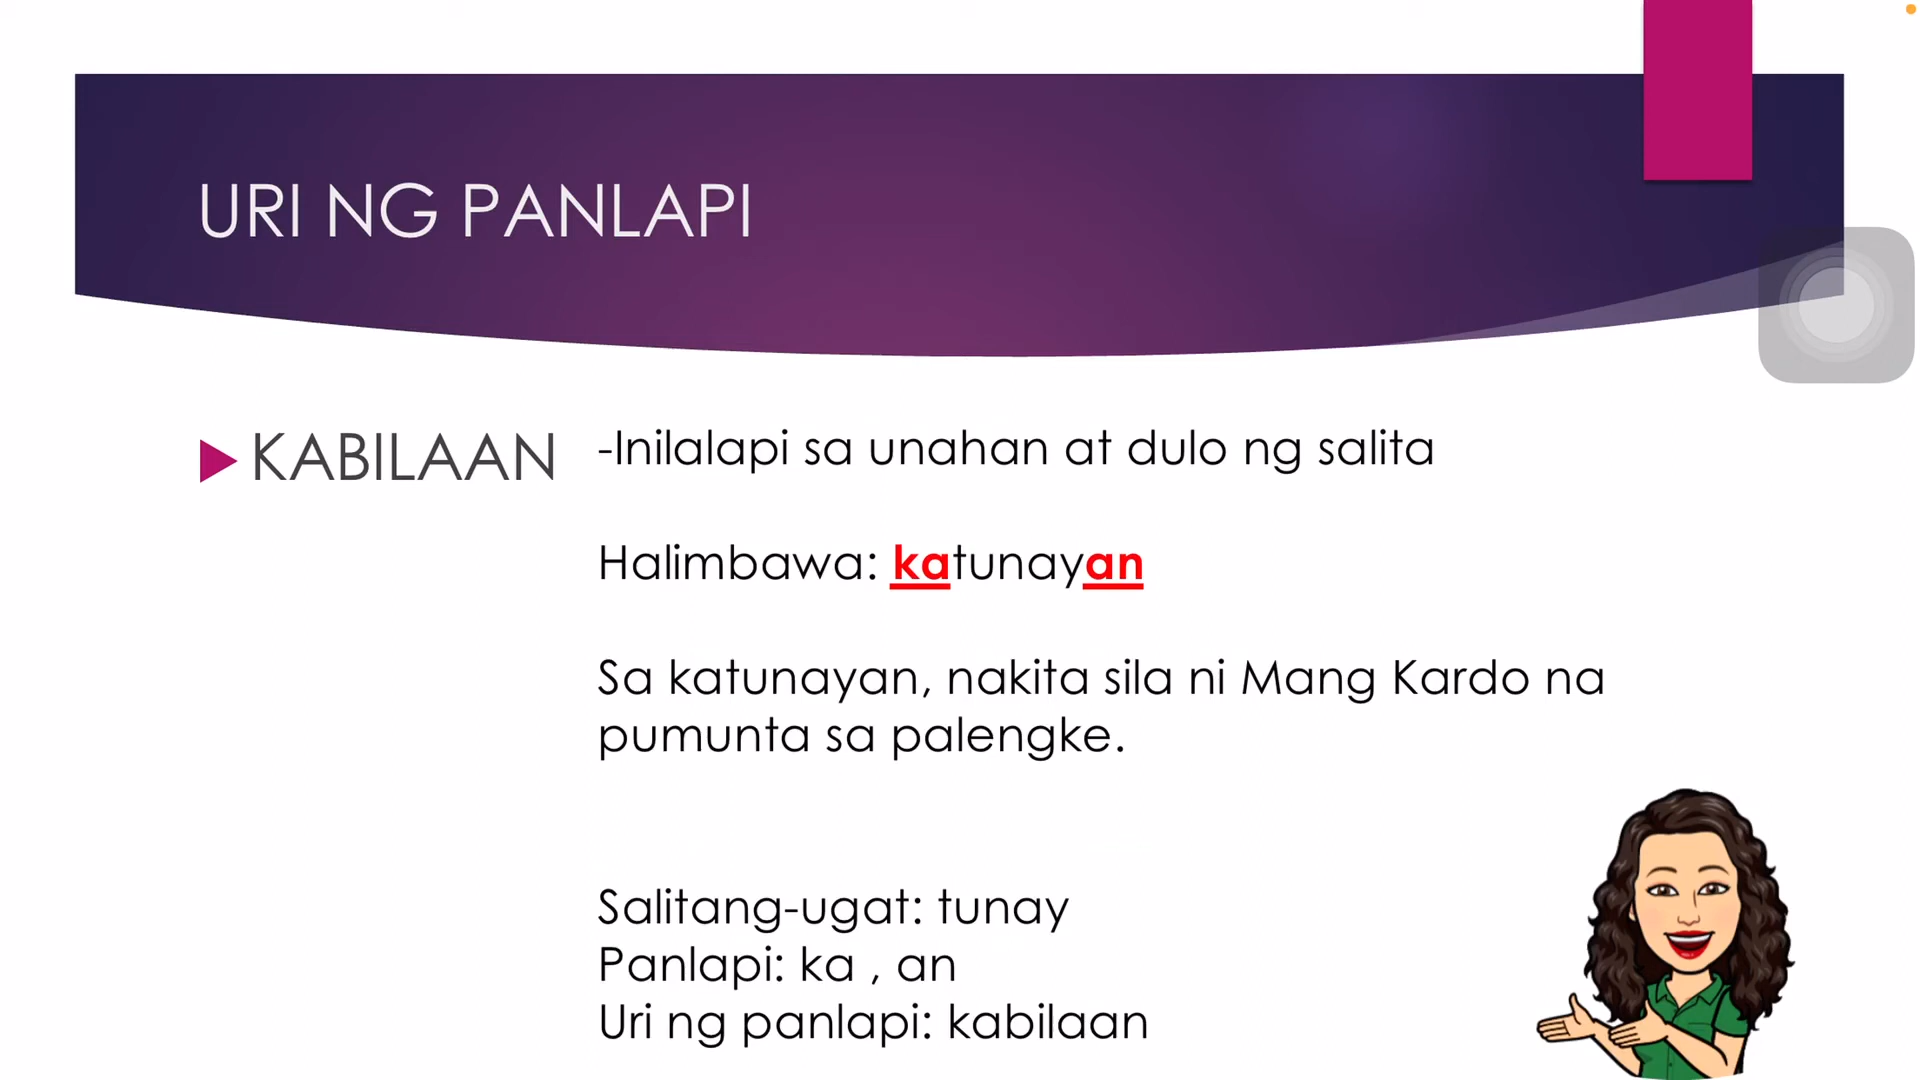 URI NG PANLAPI
KABILAAN
-Inilalapi sa unahan at dulo ng salita
Halimbawa: katunayan
Sa katunayan, nakita sila ni Mang Kardo na
pumunta sa palengke.
Salitang-ugat: tunay
Panlapi: ka , an
Uri ng panlapi: kabilaan